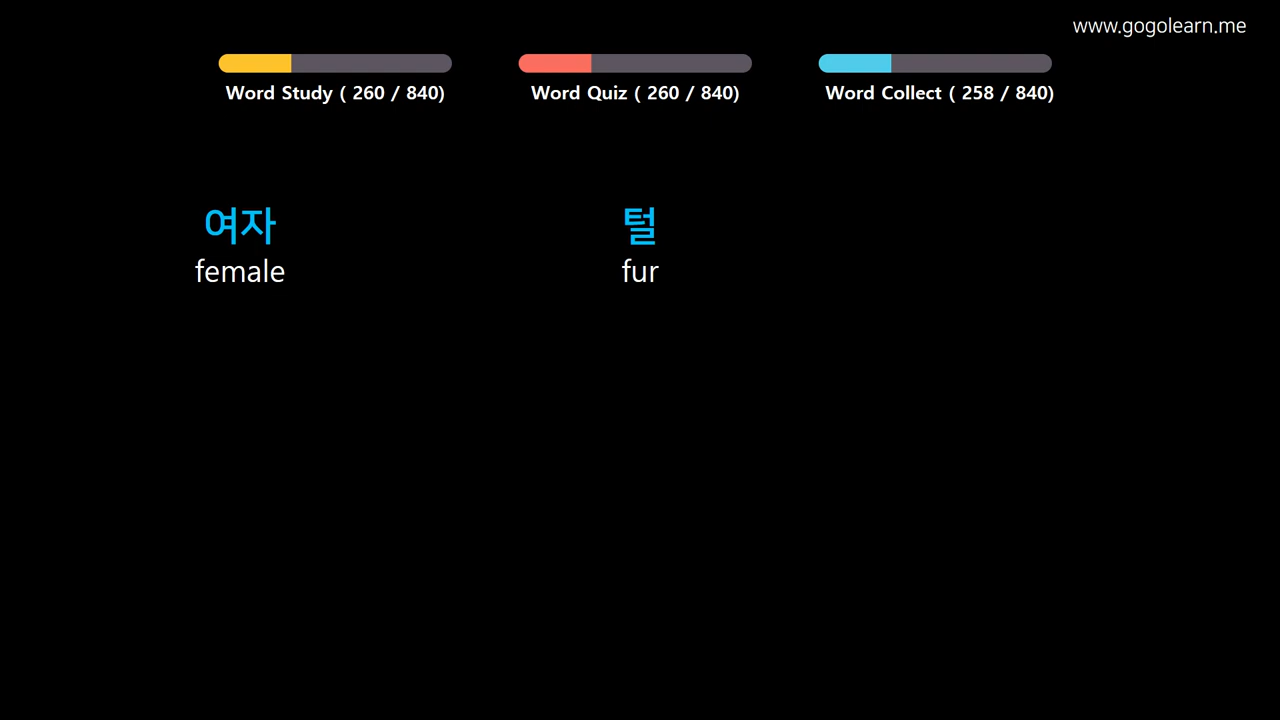 www.gogolearn.me
Word Study ( 260 / 840)
Word Quiz ( 260 / 840)
Word Collect ( 258 / 840)
여자
female
털
fur